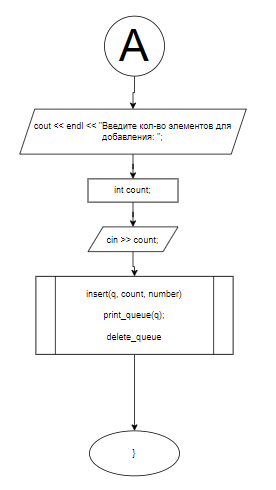 A
cout << endl << "Введите кол-во элементов для
добавления: ";
int count;
cin >> count;
insert(q, count, number)
print_queue(q);
delete_queue
}